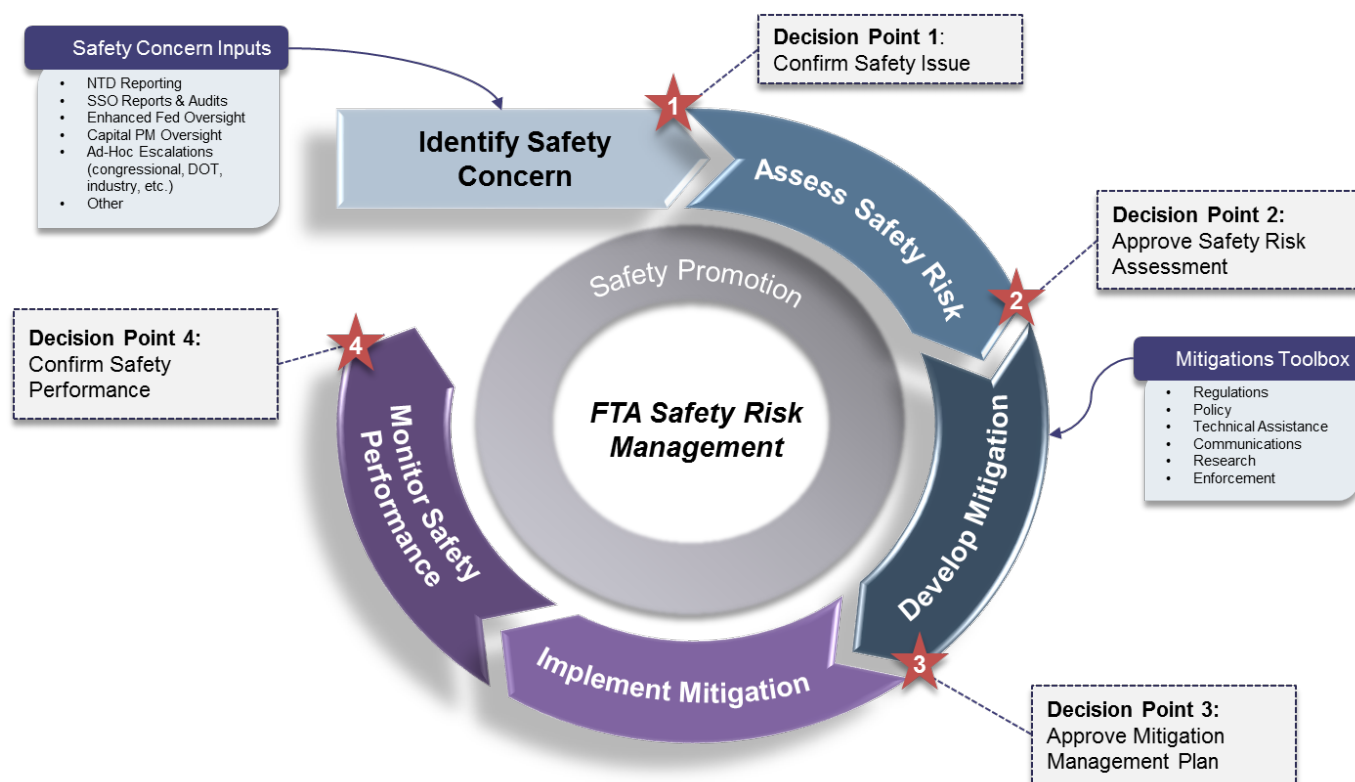 Safety Concern Inputs
• NTD Reporting
• SSO Reports & Audits
• Enhanced Fed Oversight
• Capital PM Oversight
• Ad-Hoc Escalations
(congressional, DOT,
industry, etc.)
• Other
Decision Point 1:
Confirm Safety Issue
1
Identify Safety
Concern
Assess Safety Risk
Decision Point 2:
Approve Safety Risk
Assessment
2
Safety Promotion
Decision Point 4:
Confirm Safety
Performance
4
FTA Safety Risk
Management
Mitigations Toolbox
• Regulations
• Policy
• Technical Assistance
• Communications
• Research
• Enforcement
Develop Mitigation
Monitor Safety
Performance
Implement Mitigation
3
Decision Point 3:
Approve Mitigation
Management Plan